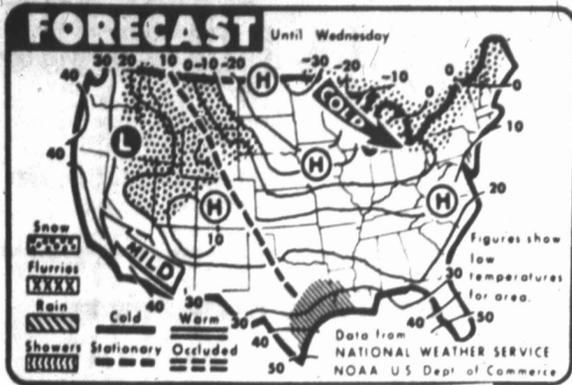 FORECAST
Until Wednesday
40 30 20 10 0 -10 -20 H -30 -20 -10 0 0
0
COLD
10
L
40
H
H
H
20
10
MILD
Snow
Flurries
Rain
Showers
Cold
Warm
Stationary
Occluded
40 30 30 40 50
30
40 50
Figures show
low
temperatures
for area.
Data from
NATIONAL WEATHER SERVICE
NOAA US Dept of Commerce